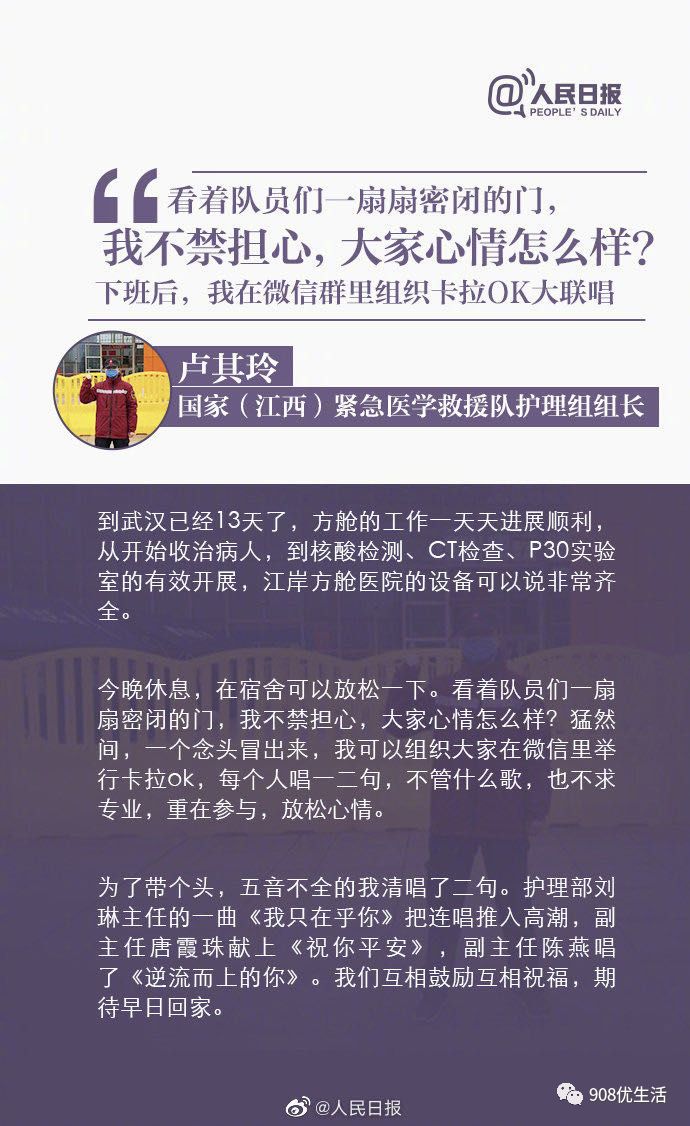 @人民日报
PEOPLE'S DAILY
看着队员们一扇扇密闭的门，
我不禁担心，大家心情怎么样？
下班后，我在微信群里组织卡拉OK大联唱
卢其玲
国家（江西）紧急医学救援队护理组组长
到武汉已经13天了，方舱的工作一天天进展顺利，
从开始收治病人，到核酸检测、CT检查、P30实验
室的有效开展，江岸方舱医院的设备可以说非常齐
全。
今晚休息，在宿舍可以放松一下。看着队员们一扇
扇密闭的门，我不禁担心，大家心情怎么样？猛然
间，一个念头冒出来，我可以组织大家在微信里举
行卡拉ok，每个人唱一二句，不管什么歌，也不求
专业，重在参与，放松心情。
为了带个头，五音不全的我清唱了二句。护理部刘
琳主任的一曲《我只在乎你》把连唱推入高潮，副
主任唐霞珠献上《祝你平安》，副主任陈燕唱
了《逆流而上的你》。我们互相鼓励互相祝福，期
待早日回家。
@人民日报
908优生活